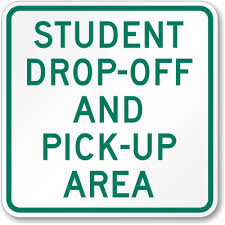 STUDENT
DROP-OFF
AND
PICK-UP
AREA